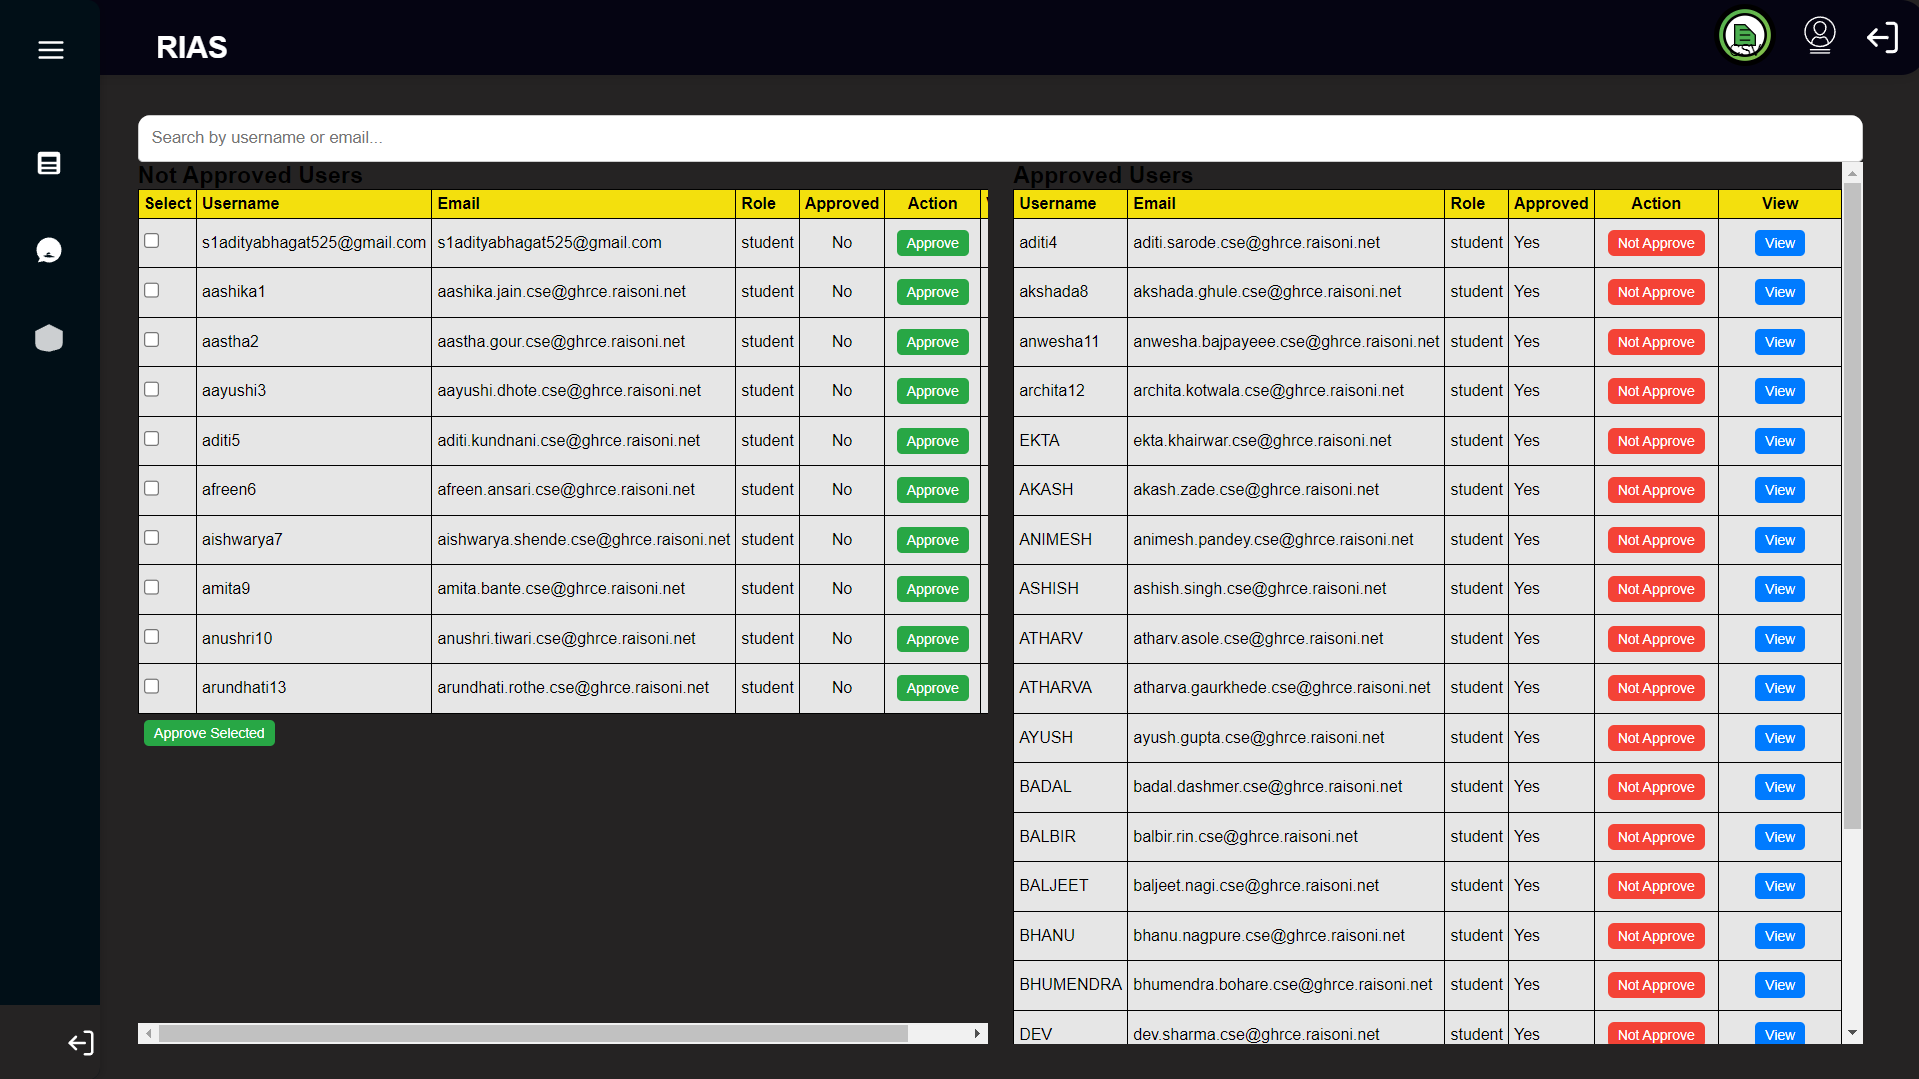 RIAS
CSV
Search by username or email...
Not Approved Users
Select Username Email Role Approved Action
s1adityabhagat525@gmail.com s1adityabhagat525@gmail.com student No Approve
aashika1 aashika.jain.cse@ghrce.raisoni.net student No Approve
aastha2 aastha.gour.cse@ghrce.raisoni.net student No Approve
aayushi3 aayushi.dhote.cse@ghrce.raisoni.net student No Approve
aditi5 aditi.kundnani.cse@ghrce.raisoni.net student No Approve
afreen6 afreen.ansari.cse@ghrce.raisoni.net student No Approve
aishwarya7 aishwarya.shende.cse@ghrce.raisoni.net student No Approve
amita9 amita.bante.cse@ghrce.raisoni.net student No Approve
anushri10 anushri.tiwari.cse@ghrce.raisoni.net student No Approve
arundhati13 arundhati.rothe.cse@ghrce.raisoni.net student No Approve
Approve Selected
Approved Users
Username Email Role Approved Action View
aditi4 aditi.sarode.cse@ghrce.raisoni.net student Yes Not Approve View
akshada8 akshada.ghule.cse@ghrce.raisoni.net student Yes Not Approve View
anwesha11 anwesha.bajpayeee.cse@ghrce.raisoni.net student Yes Not Approve View
archita12 archita.kotwala.cse@ghrce.raisoni.net student Yes Not Approve View
EKTA ekta.khairwar.cse@ghrce.raisoni.net student Yes Not Approve View
AKASH akash.zade.cse@ghrce.raisoni.net student Yes Not Approve View
ANIMESH animesh.pandey.cse@ghrce.raisoni.net student Yes Not Approve View
ASHISH ashish.singh.cse@ghrce.raisoni.net student Yes Not Approve View
ATHARV atharv.asole.cse@ghrce.raisoni.net student Yes Not Approve View
ATHARVA atharva.gaurkhede.cse@ghrce.raisoni.net student Yes Not Approve View
AYUSH ayush.gupta.cse@ghrce.raisoni.net student Yes Not Approve View
BADAL badal.dashmer.cse@ghrce.raisoni.net student Yes Not Approve View
BALBIR balbir.rin.cse@ghrce.raisoni.net student Yes Not Approve View
BALJEET baljeet.nagi.cse@ghrce.raisoni.net student Yes Not Approve View
BHANU bhanu.nagpure.cse@ghrce.raisoni.net student Yes Not Approve View
BHUMENDRA bhumendra.bohare.cse@ghrce.raisoni.net student Yes Not Approve View
DEV dev.sharma.cse@ghrce.raisoni.net student Yes Not Approve View